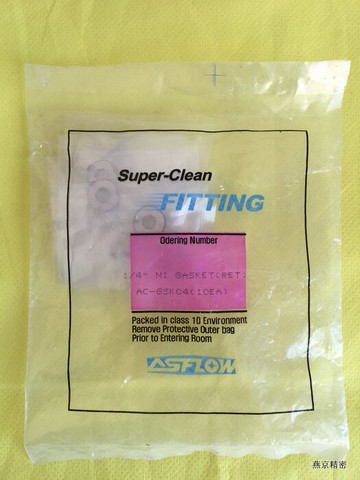 Super-Clean
FITTING
Odering Number
1/4" NI GASKET(RET.
AC-GSK04(10EA)
Packed in class 10 Environment
Remove Protective Outer bag
Prior to Entering Room
ASFLOW
燕京精密